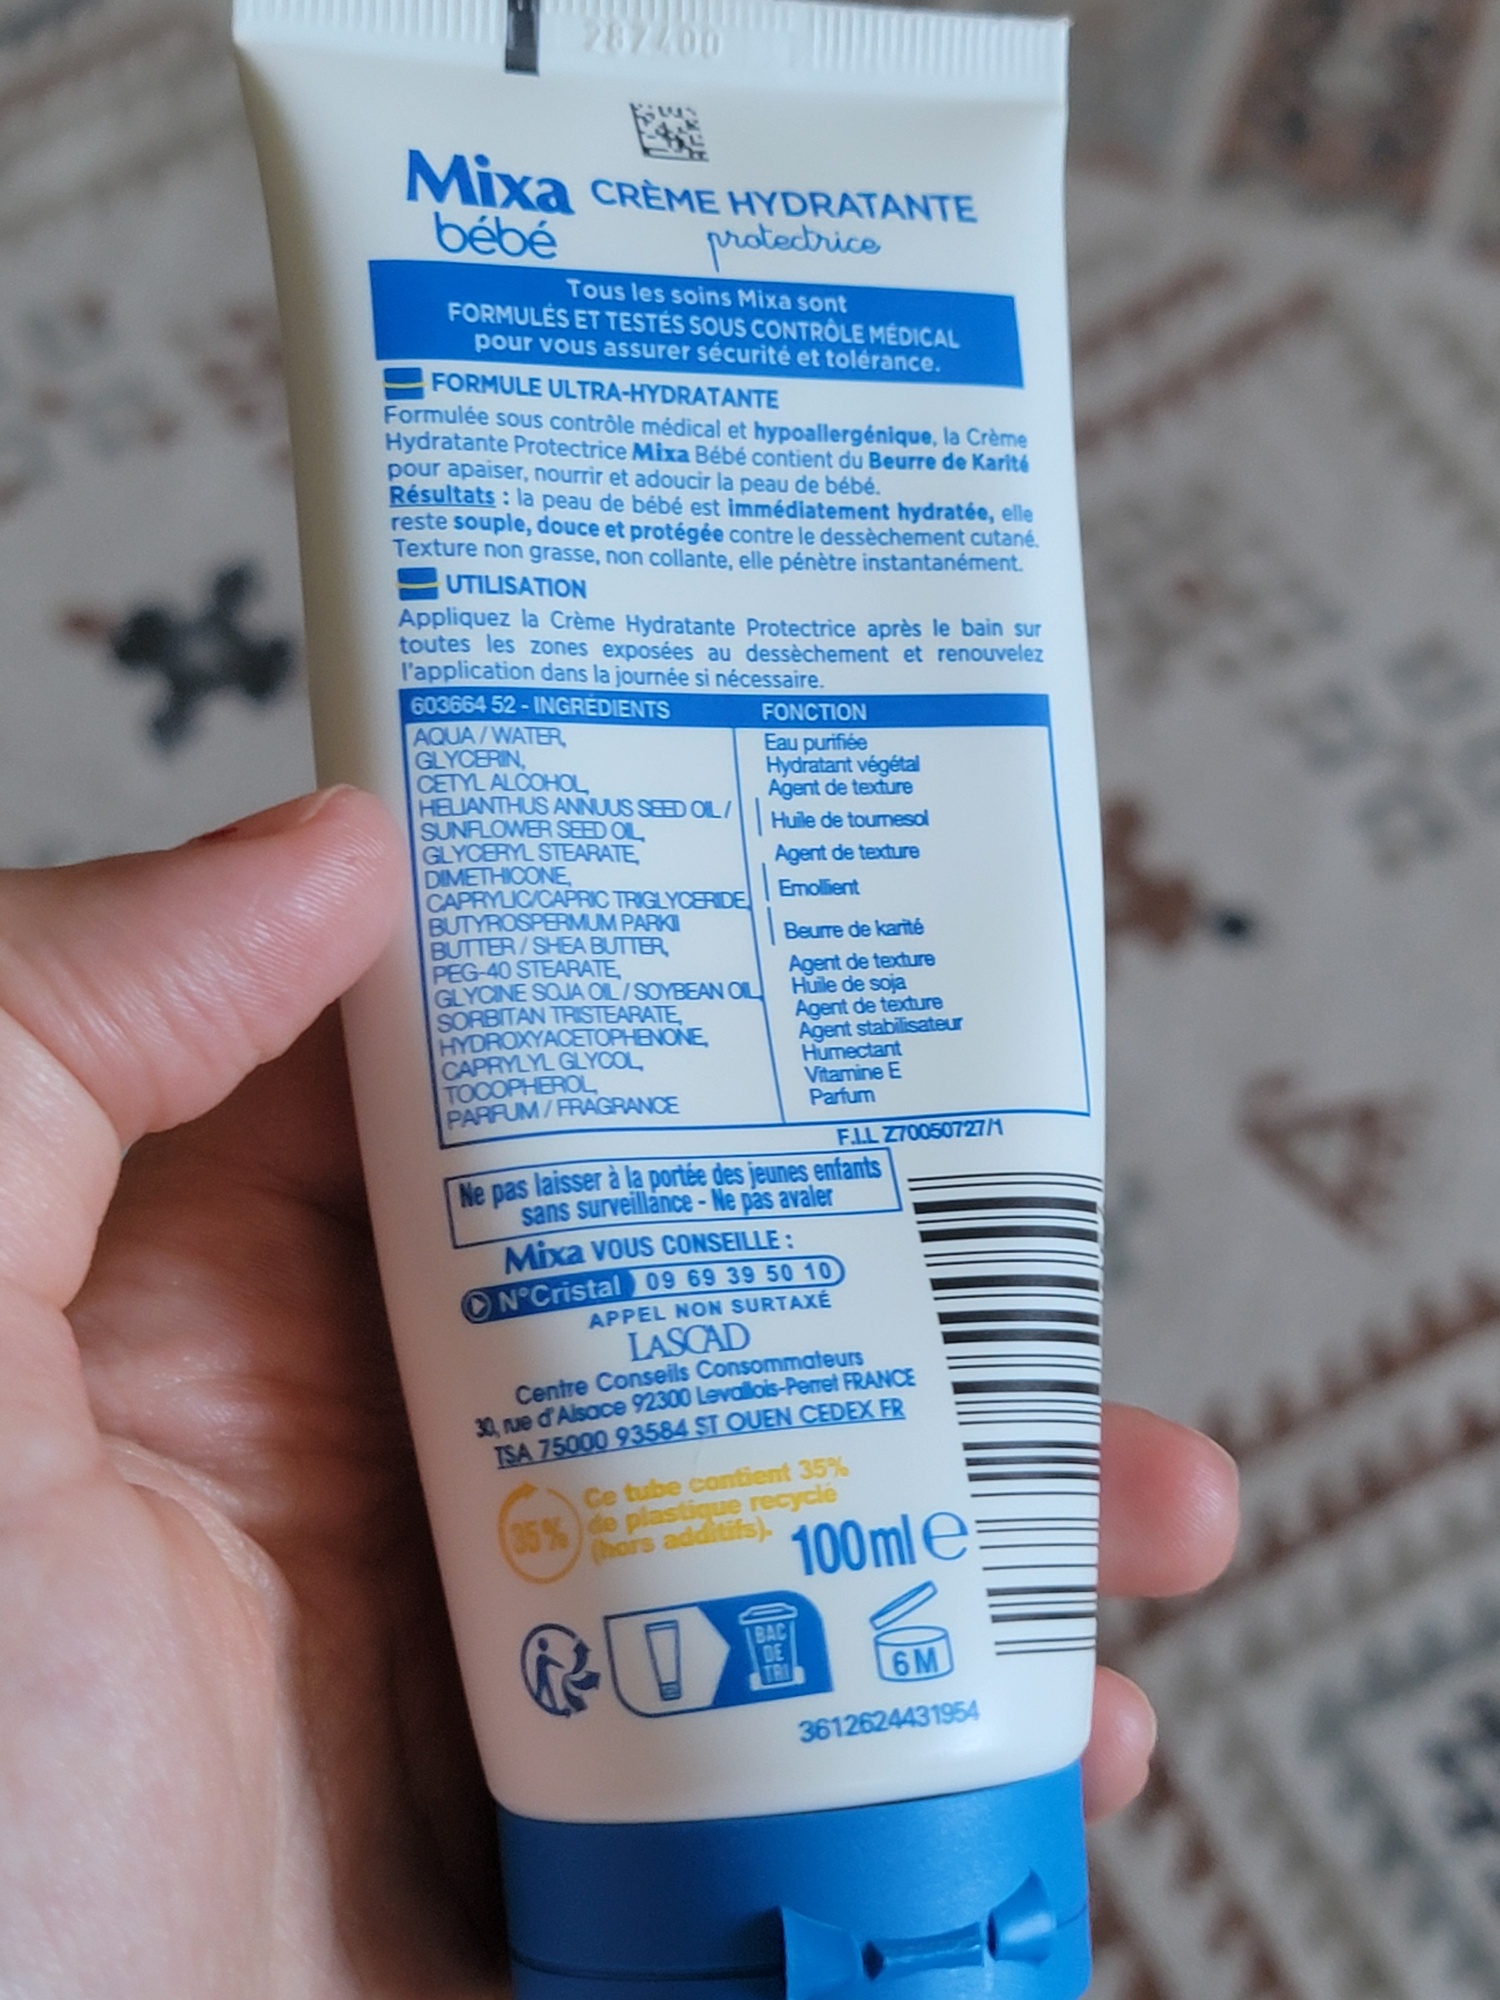 287400
Mixa
bébé
CRÈME HYDRATANTE
protectrice
Tous les soins Mixa sont
FORMULÉS ET TESTÉS SOUS CONTRÔLE MÉDICAL
pour vous assurer sécurité et tolérance.
FORMULE ULTRA-HYDRATANTE
Formulée sous contrôle médical et hypoallergénique, la Crème
Hydratante Protectrice Mixa Bébé contient du Beurre de Karité
pour apaiser, nourrir et adoucir la peau de bébé.
Résultats : la peau de bébé est immédiatement hydratée, elle
reste souple, douce et protégée contre le dessèchement cutané.
Texture non grasse, non collante, elle pénètre instantanément.
UTILISATION
Appliquez la Crème Hydratante Protectrice après le bain sur
toutes les zones exposées au dessèchement et renouvelez
l'application dans la journée si nécessaire.
603664 52 - INGRÉDIENTS FONCTION
AQUA / WATER, Eau purifiée
GLYCERIN, Hydratant végétal
CETYL ALCOHOL, Agent de texture
HELIANTHUS ANNUUS SEED OIL /
SUNFLOWER SEED OIL, Huile de tournesol
GLYCERYL STEARATE, Agent de texture
DIMETHICONE,
CAPRYLIC/CAPRIC TRIGLYCERIDE, Emollient
BUTYROSPERMUM PARKII
BUTTER / SHEA BUTTER, Beurre de karité
PEG-40 STEARATE, Agent de texture
GLYCINE SOJA OIL / SOYBEAN OIL, Huile de soja
SORBITAN TRISTEARATE, Agent de texture
HYDROXYACETOPHENONE, Agent stabilisateur
CAPRYLYL GLYCOL, Humectant
TOCOPHEROL, Vitamine E
PARFUM / FRAGRANCE Parfum
F.I.L Z70050727/1
Ne pas laisser à la portée des jeunes enfants
sans surveillance - Ne pas avaler
Mixa VOUS CONSEILLE :
N°Cristal 09 69 39 50 10
APPEL NON SURTAXÉ
LASCAD
Centre Conseils Consommateurs
30, rue d'Alsace 92300 Levallois-Perret FRANCE
TSA 75000 93584 ST OUEN CEDEX FR
35%
Ce tube contient 35%
de plastique recyclé
(hors additifs).
100ml e
BAC
DE
TRI
6 M
3612624431954